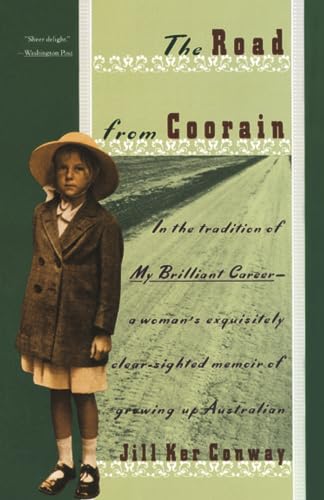 "Sheer delight."
—Washington Post
The Road
from Coorain
In the tradition of
My Brilliant Career—
a woman's exquisitely
clear-sighted memoir of
growing up Australian
Jill Ker Conway